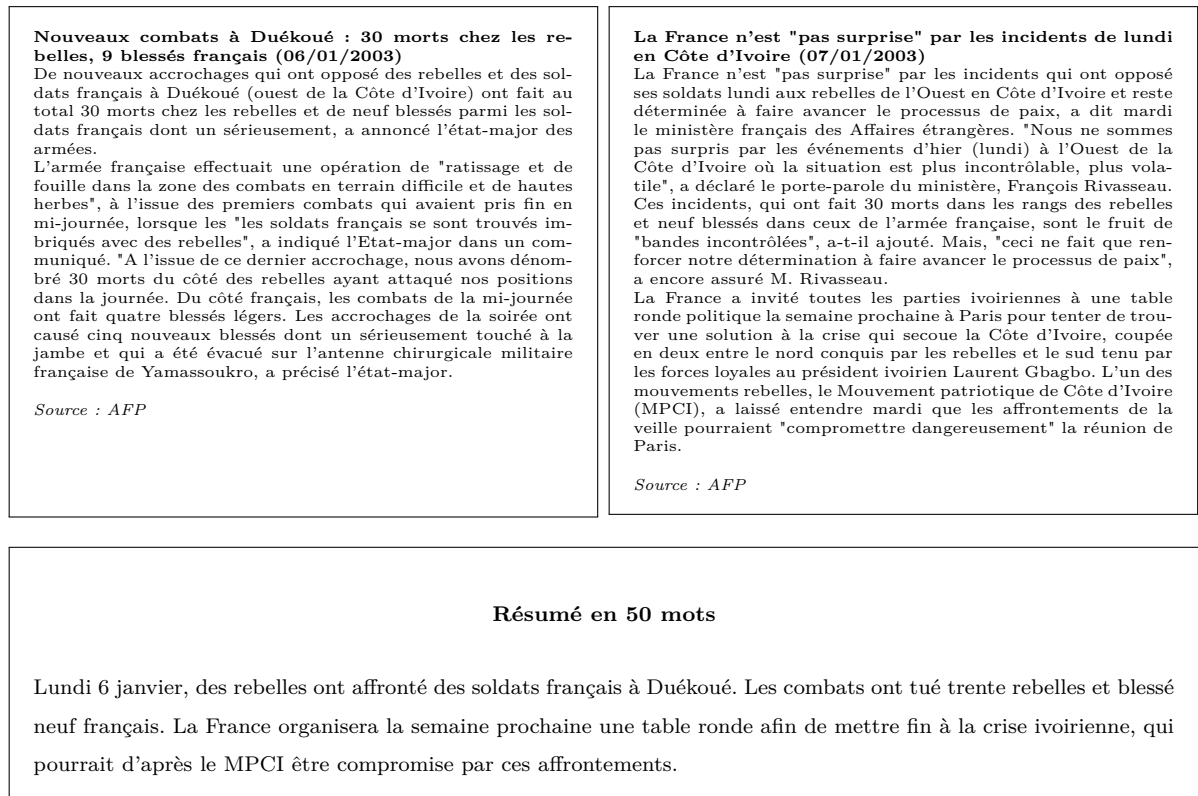 Nouveaux combats à Duékoué : 30 morts chez les re-
belles, 9 blessés français (06/01/2003)
De nouveaux accrochages qui ont opposé des rebelles et des sol-
dats français à Duékoué (ouest de la Côte d'Ivoire) ont fait au
total 30 morts chez les rebelles et de neuf blessés parmi les sol-
dats français dont un sérieusement, a annoncé l'état-major des
armées.
L'armée française effectuait une opération de "ratissage et de
fouille dans la zone des combats en terrain difficile et de hautes
herbes", à l'issue des premiers combats qui avaient pris fin en
mi-journée, lorsque les "les soldats français se sont trouvés im-
briqués avec des rebelles", a indiqué l'Etat-major dans un com-
muniqué. "A l'issue de ce dernier accrochage, nous avons dénom-
bré 30 morts du côté des rebelles ayant attaqué nos positions
dans la journée. Du côté français, les combats de la mi-journée
ont fait quatre blessés légers. Les accrochages de la soirée ont
causé cinq nouveaux blessés dont un sérieusement touché à la
jambe et qui a été évacué sur l'antenne chirurgicale militaire
française de Yamassoukro, a précisé l'état-major.
Source : AFP
La France n'est "pas surprise" par les incidents de lundi
en Côte d'Ivoire (07/01/2003)
La France n'est "pas surprise" par les incidents qui ont opposé
ses soldats lundi aux rebelles de l'Ouest en Côte d'Ivoire et reste
déterminée à faire avancer le processus de paix, a dit mardi
le ministère français des Affaires étrangères. "Nous ne sommes
pas surpris par les événements d'hier (lundi) à l'Ouest de la
Côte d'Ivoire où la situation est plus incontrôlable, plus vola-
tile", a déclaré le porte-parole du ministère, François Rivasseau.
Ces incidents, qui ont fait 30 morts dans les rangs des rebelles
et neuf blessés dans ceux de l'armée française, sont le fruit de
"bandes incontrôlées", a-t-il ajouté. Mais, "ceci ne fait que ren-
forcer notre détermination à faire avancer le processus de paix",
a encore assuré M. Rivasseau.
La France a invité toutes les parties ivoiriennes à une table
ronde politique la semaine prochaine à Paris pour tenter de trou-
ver une solution à la crise qui secoue la Côte d'Ivoire, coupée
en deux entre le nord conquis par les rebelles et le sud tenu par
les forces loyales au président ivoirien Laurent Gbagbo. L'un des
mouvements rebelles, le Mouvement patriotique de Côte d'Ivoire
(MPCI), a laissé entendre mardi que les affrontements de la
veille pourraient "compromettre dangereusement" la réunion de
Paris.
Source : AFP
Résumé en 50 mots
Lundi 6 janvier, des rebelles ont affronté des soldats français à Duékoué. Les combats ont tué trente rebelles et blessé
neuf français. La France organisera la semaine prochaine une table ronde afin de mettre fin à la crise ivoirienne, qui
pourrait d'après le MPCI être compromise par ces affrontements.